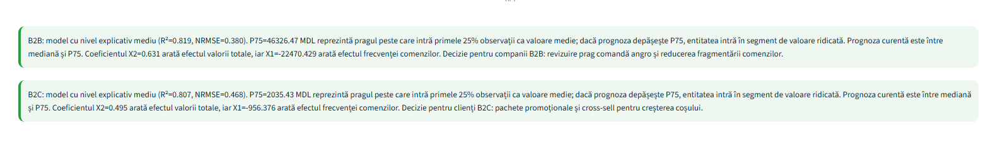 B2B: model cu nivel explicativ mediu (R²=0.819, NRMSE=0.380). P75=46326.47 MDL reprezintă pragul peste care intră primele 25% observații ca valoare medie; dacă prognoza depășește P75, entitatea intră în segment de valoare ridicată. Prognoza curentă este între
mediană și P75. Coeficientul X2=0.631 arată efectul valorii totale, iar X1=-22470.429 arată efectul frecvenței comenzilor. Decizie pentru companii B2B: revizuire prag comandă angro și reducerea fragmentării comenzilor.
B2C: model cu nivel explicativ mediu (R²=0.807, NRMSE=0.468). P75=2035.43 MDL reprezintă pragul peste care intră primele 25% observații ca valoare medie; dacă prognoza depășește P75, entitatea intră în segment de valoare ridicată. Prognoza curentă este între mediană
și P75. Coeficientul X2=0.495 arată efectul valorii totale, iar X1=-956.376 arată efectul frecvenței comenzilor. Decizie pentru clienți B2C: pachete promoționale și cross-sell pentru creșterea coșului.